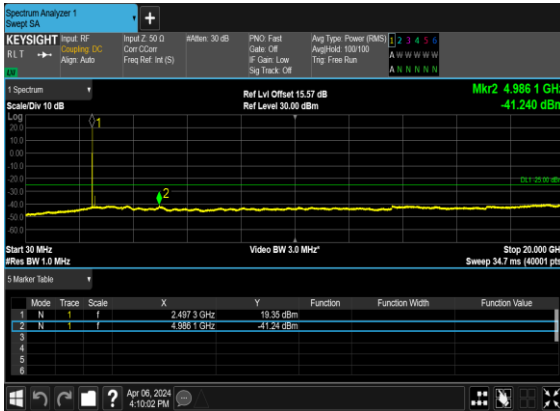 Spectrum Analyzer 1
Swept SA
+
KEYSIGHT Input: RF Input Z: 50 Ω #Atten: 30 dB PNO: Fast Avg Type: Power (RMS) 1 2 3 4 5 6
RLT Coupling: DC Corr CCorr Gate: Off Avg|Hold: 100/100 A W W W W W
Align: Auto Freq Ref: Int (S) IF Gain: Low Trig: Free Run
Sig Track: Off A N N N N N
1 Spectrum Ref Lvl Offset 15.57 dB Mkr2 4.986 1 GHz
Scale/Div 10 dB Ref Level 30.00 dBm -41.240 dBm
Log
20.0
10.0
0.00
-10.0
-20.0
-30.0
-40.0
-50.0
-60.0
1
2
DL1 -25.00 dBm
Start 30 MHz Video BW 3.0 MHz* Stop 20.000 GHz
#Res BW 1.0 MHz Sweep 34.7 ms (40001 pts)
5 Marker Table
Mode Trace Scale X Y Function Function Width Function Value
1 N 1 f 2.497 3 GHz 19.35 dBm
2 N 1 f 4.986 1 GHz -41.24 dBm
3
4
5
6
? Apr 06, 2024
4:10:02 PM